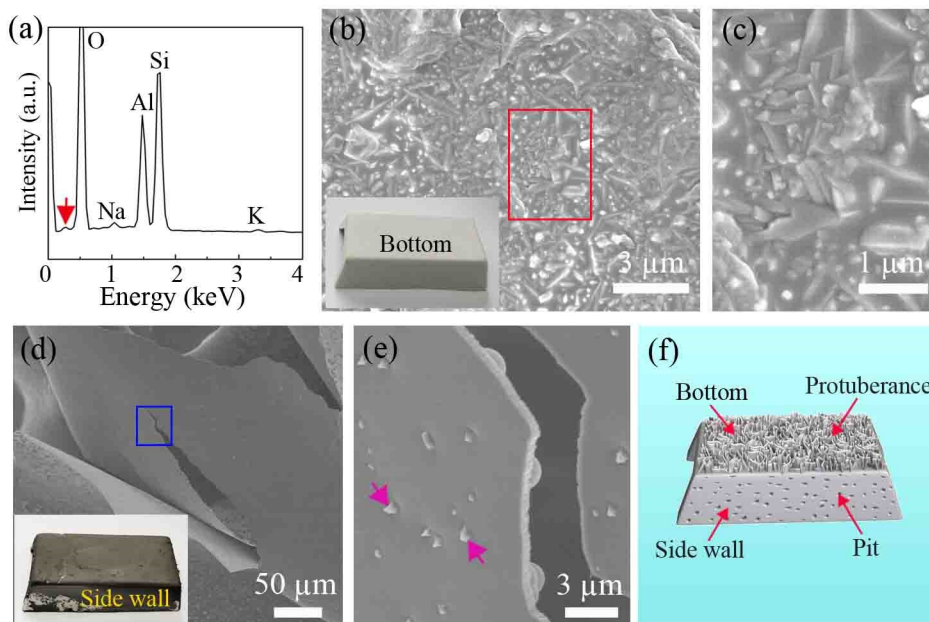 (a)
O
Si
Al
Na
K
Intensity (a.u.)
0 1 2 3 4
Energy (keV)
(b)
Bottom
3 µm
(c)
1 µm
(d)
Side wall
50 µm
(e)
3 µm
(f)
Bottom
Protuberance
Side wall
Pit